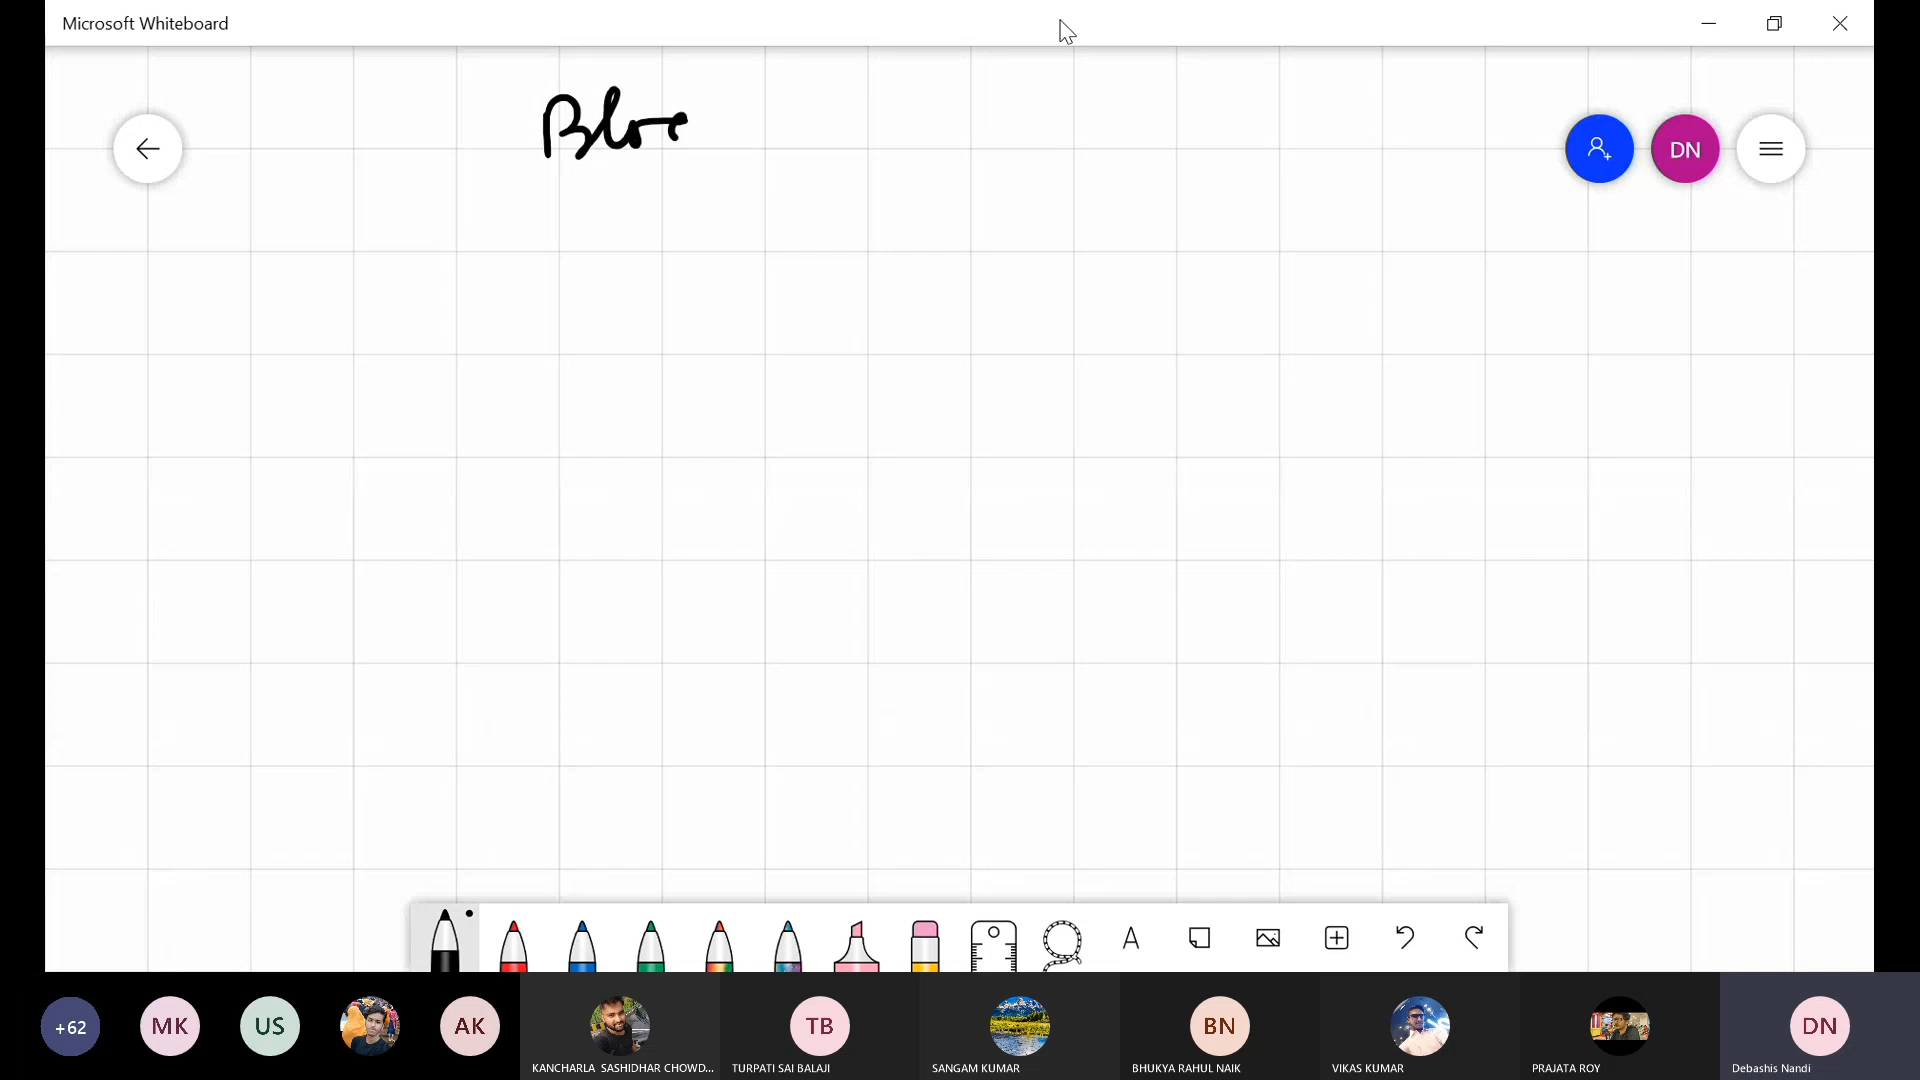 Microsoft Whiteboard
Bloc
DN
A
+62
MK
US
AK
TB
BN
DN
KANCHARLA SASHIDHAR CHOWD...
TURPATI SAI BALAJI
SANGAM KUMAR
BHUKYA RAHUL NAIK
VIKAS KUMAR
PRAJATA ROY
Debashis Nandi